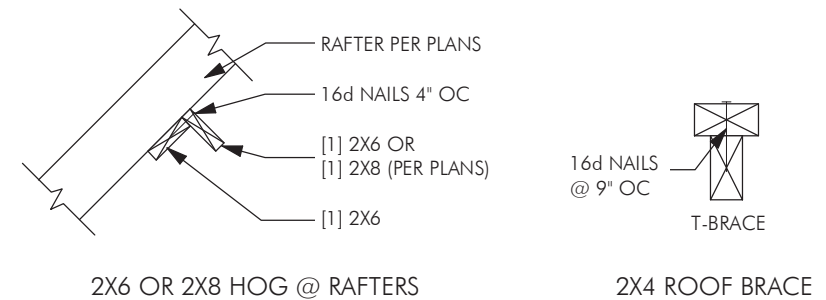 RAFTER PER PLANS
16d NAILS 4" OC
[1] 2X6 OR
[1] 2X8 (PER PLANS)
[1] 2X6
2X6 OR 2X8 HOG @ RAFTERS
16d NAILS
@ 9" OC
T-BRACE
2X4 ROOF BRACE